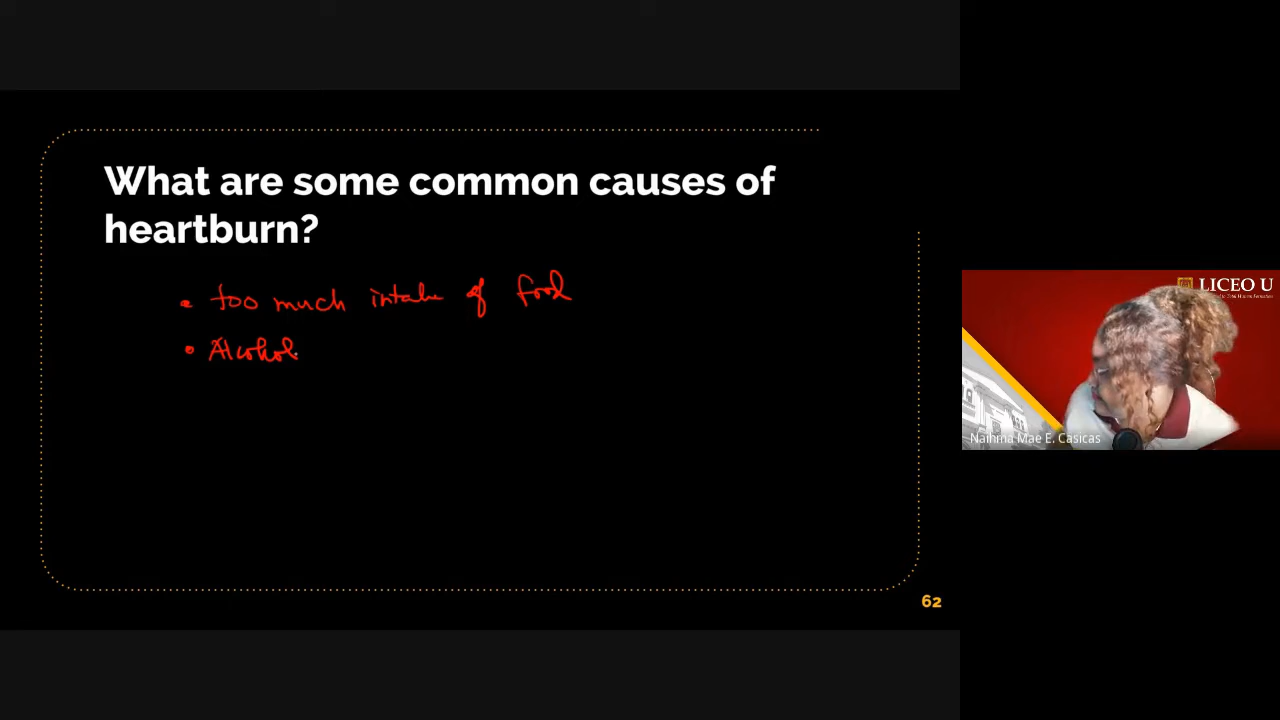 What are some common causes of
heartburn?
• too much intake of food
• Alcohol
62
LICEO U
Naihma Mae E. Casicas